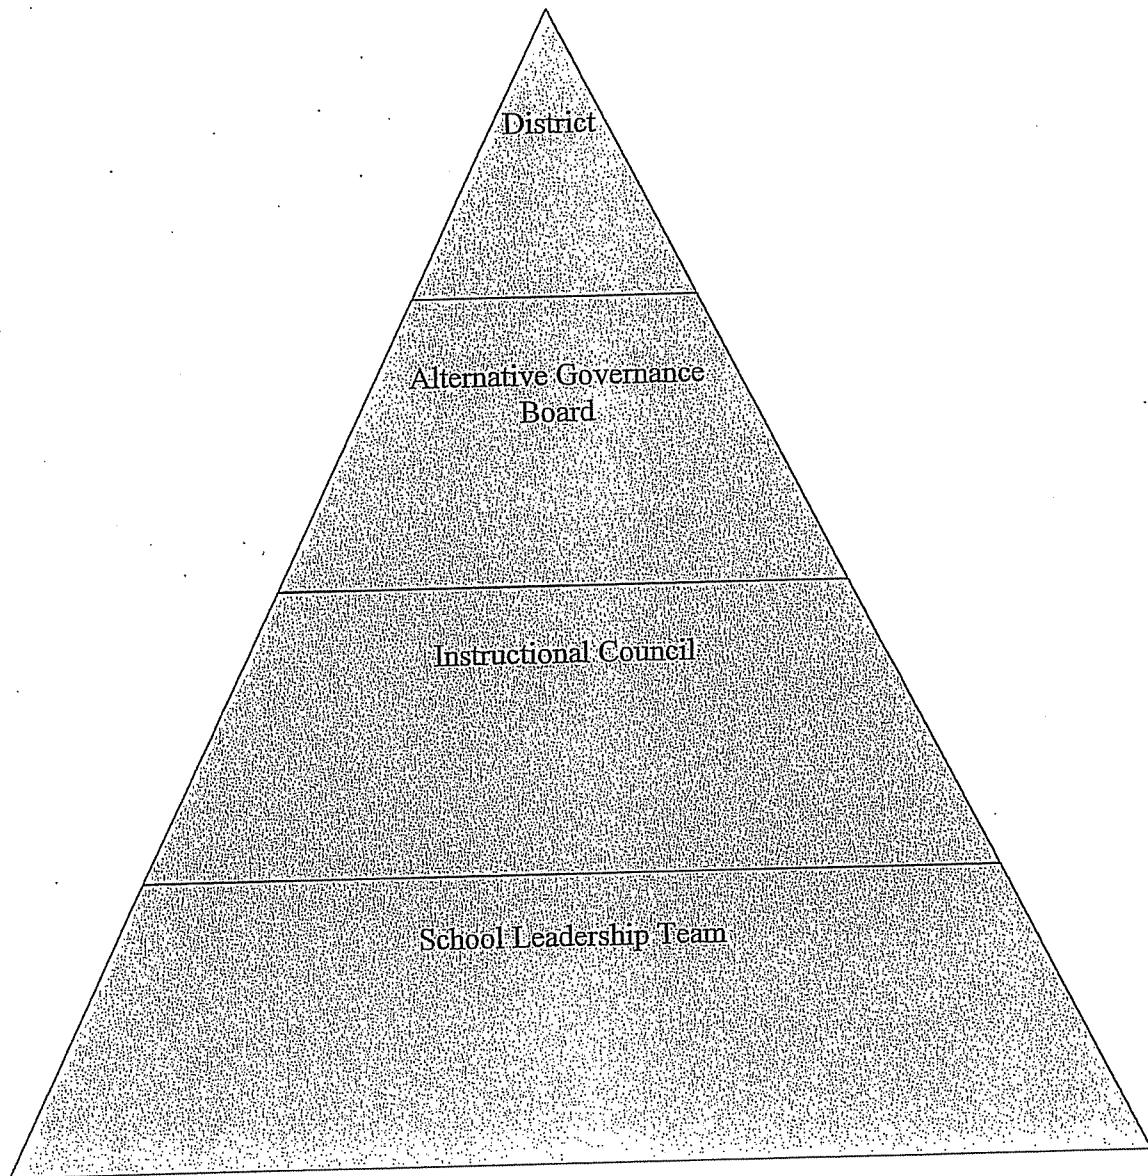 District
Alternative Governance
Board
Instructional Council
School Leadership Team